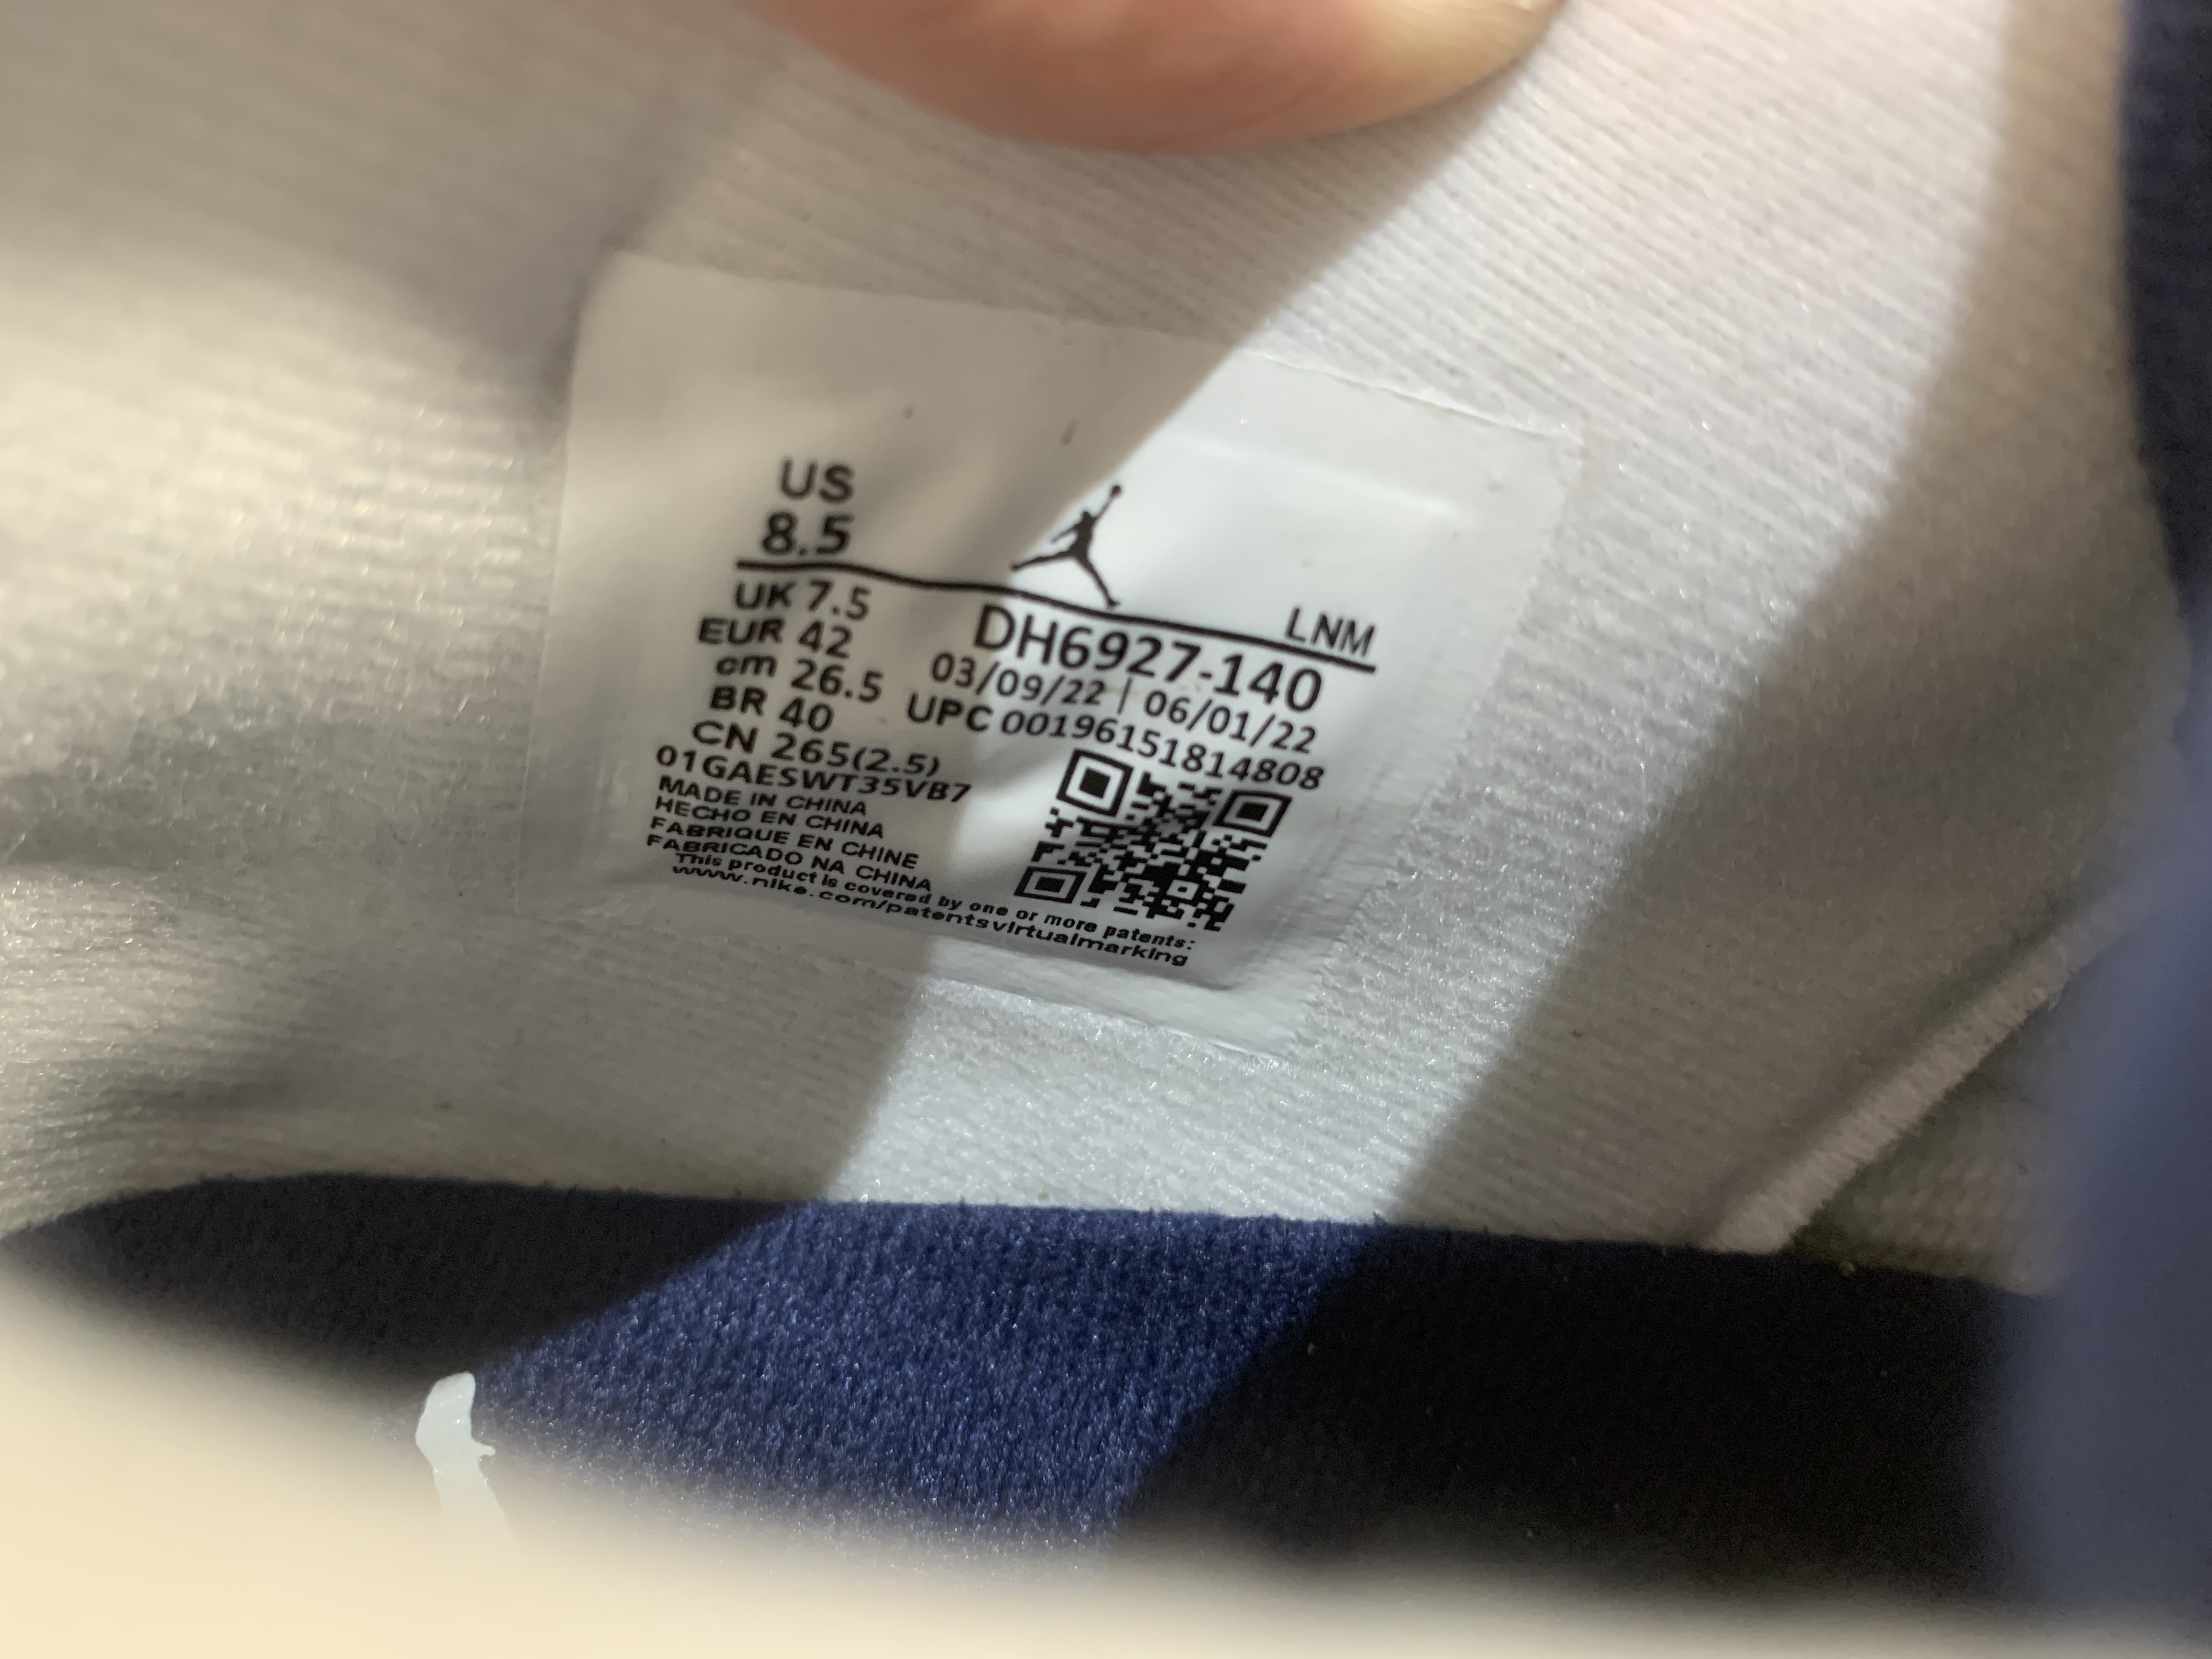 US
8.5
LNM
UK 7.5
EUR 42
cm 26.5
BR 40
CN 265(2.5)
DH6927-140
03/09/22 | 06/01/22
UPC 00196151814808
01GAESWT35VB7
MADE IN CHINA
HECHO EN CHINA
FABRIQUE EN CHINE
FABRICADO NA CHINA
This product is covered by one or more patents:
www.nike.com/patentsvirtualmarking